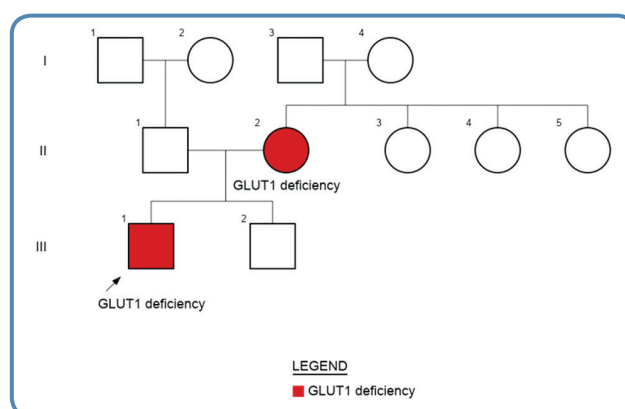 1 2 3 4
I
1 2 3 4 5
II
GLUT1 deficiency
1 2
III
GLUT1 deficiency
LEGEND
GLUT1 deficiency